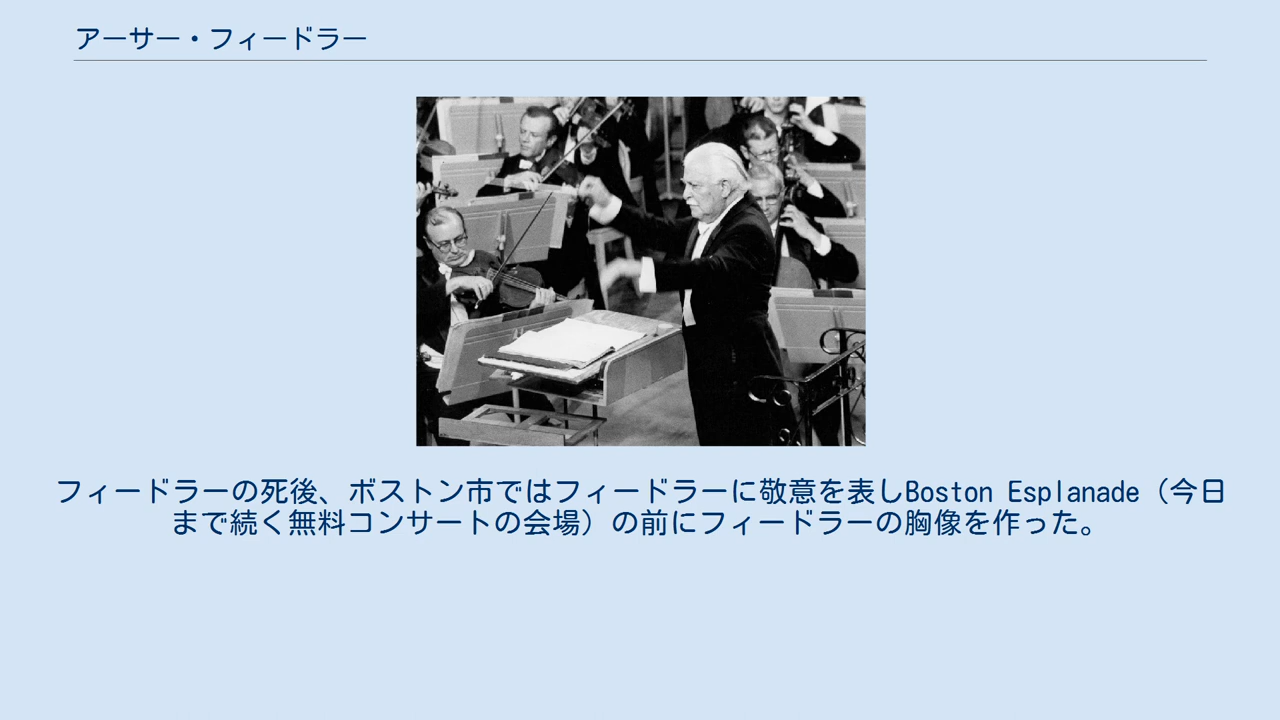 アーサー・フィードラー
フィードラーの死後、ボストン市ではフィードラーに敬意を表しBoston Esplanade（今日
まで続く無料コンサートの会場）の前にフィードラーの胸像を作った。